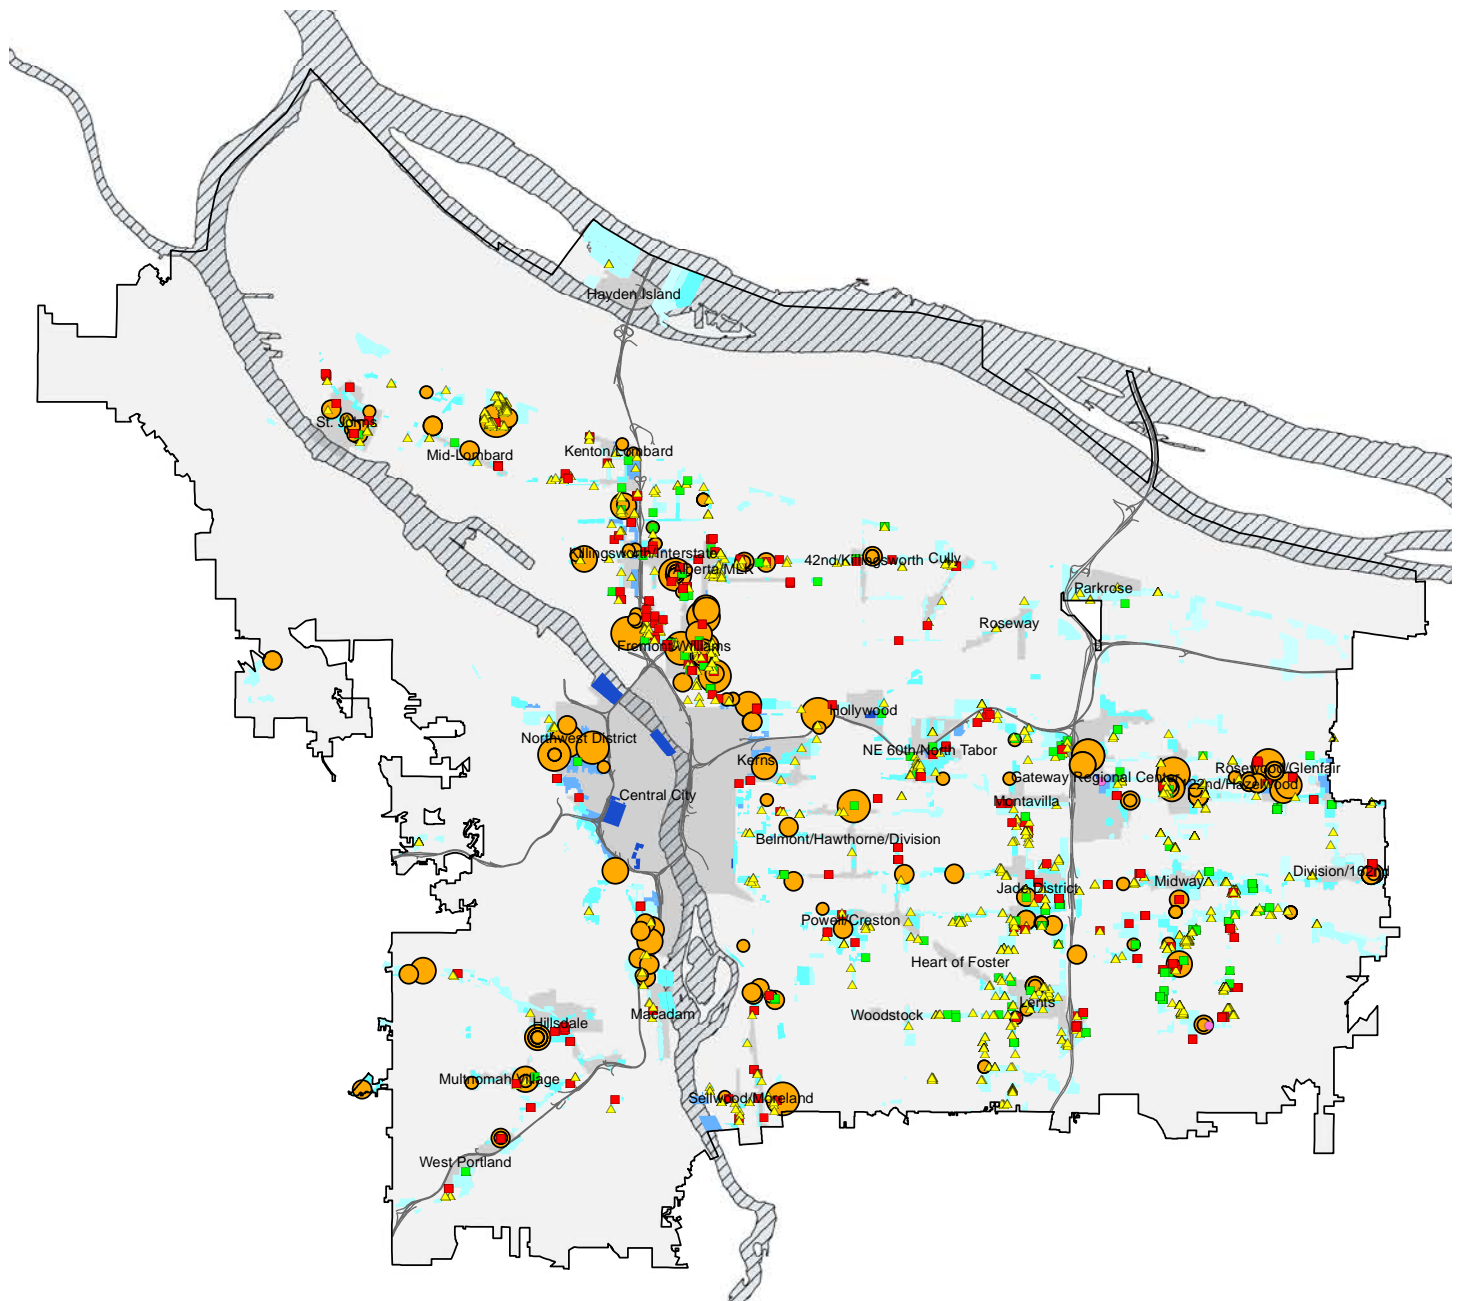 Hayden Island
St. Johns
Mid-Lombard
Kenton/Lombard
Killingsworth/Interstate
Alberta/MLK
42nd/Killingsworth
Cully
Parkrose
Roseway
Fremont/Williams
Hollywood
Northwest District
NE 60th/North Tabor
Kerns
Rosewood/Glenfair
Gateway Regional Center
122nd/Hazelwood
Central City
Montavilla
Belmont/Hawthorne/Division
Division/162nd
Midway
Jade District
Powell/Creston
Heart of Foster
Lents
Macadam
Woodstock
Hillsdale
Multnomah Village
Sellwood/Moreland
West Portland